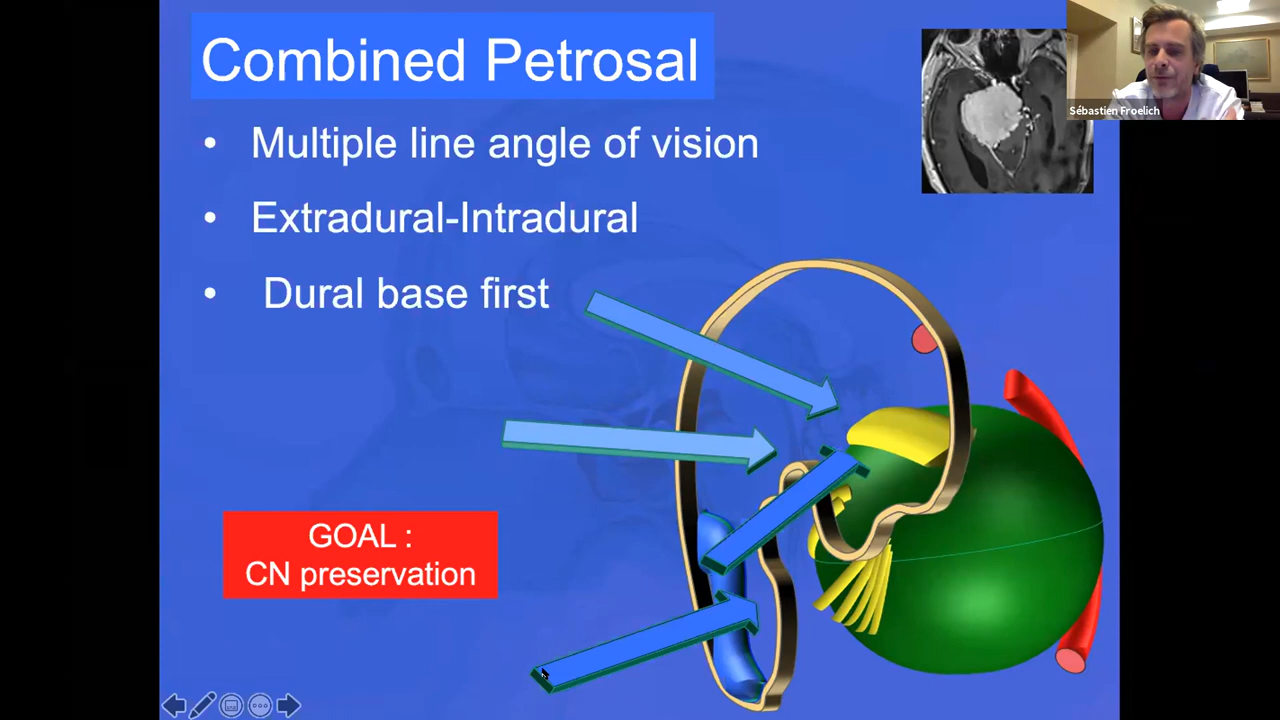 Combined Petrosal
Sébastien Froelich
• Multiple line angle of vision
• Extradural-Intradural
• Dural base first
GOAL :
CN preservation